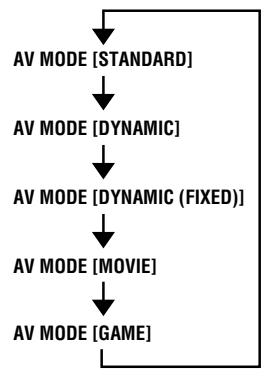 AV MODE [STANDARD]
AV MODE [DYNAMIC]
AV MODE [DYNAMIC (FIXED)]
AV MODE [MOVIE]
AV MODE [GAME]